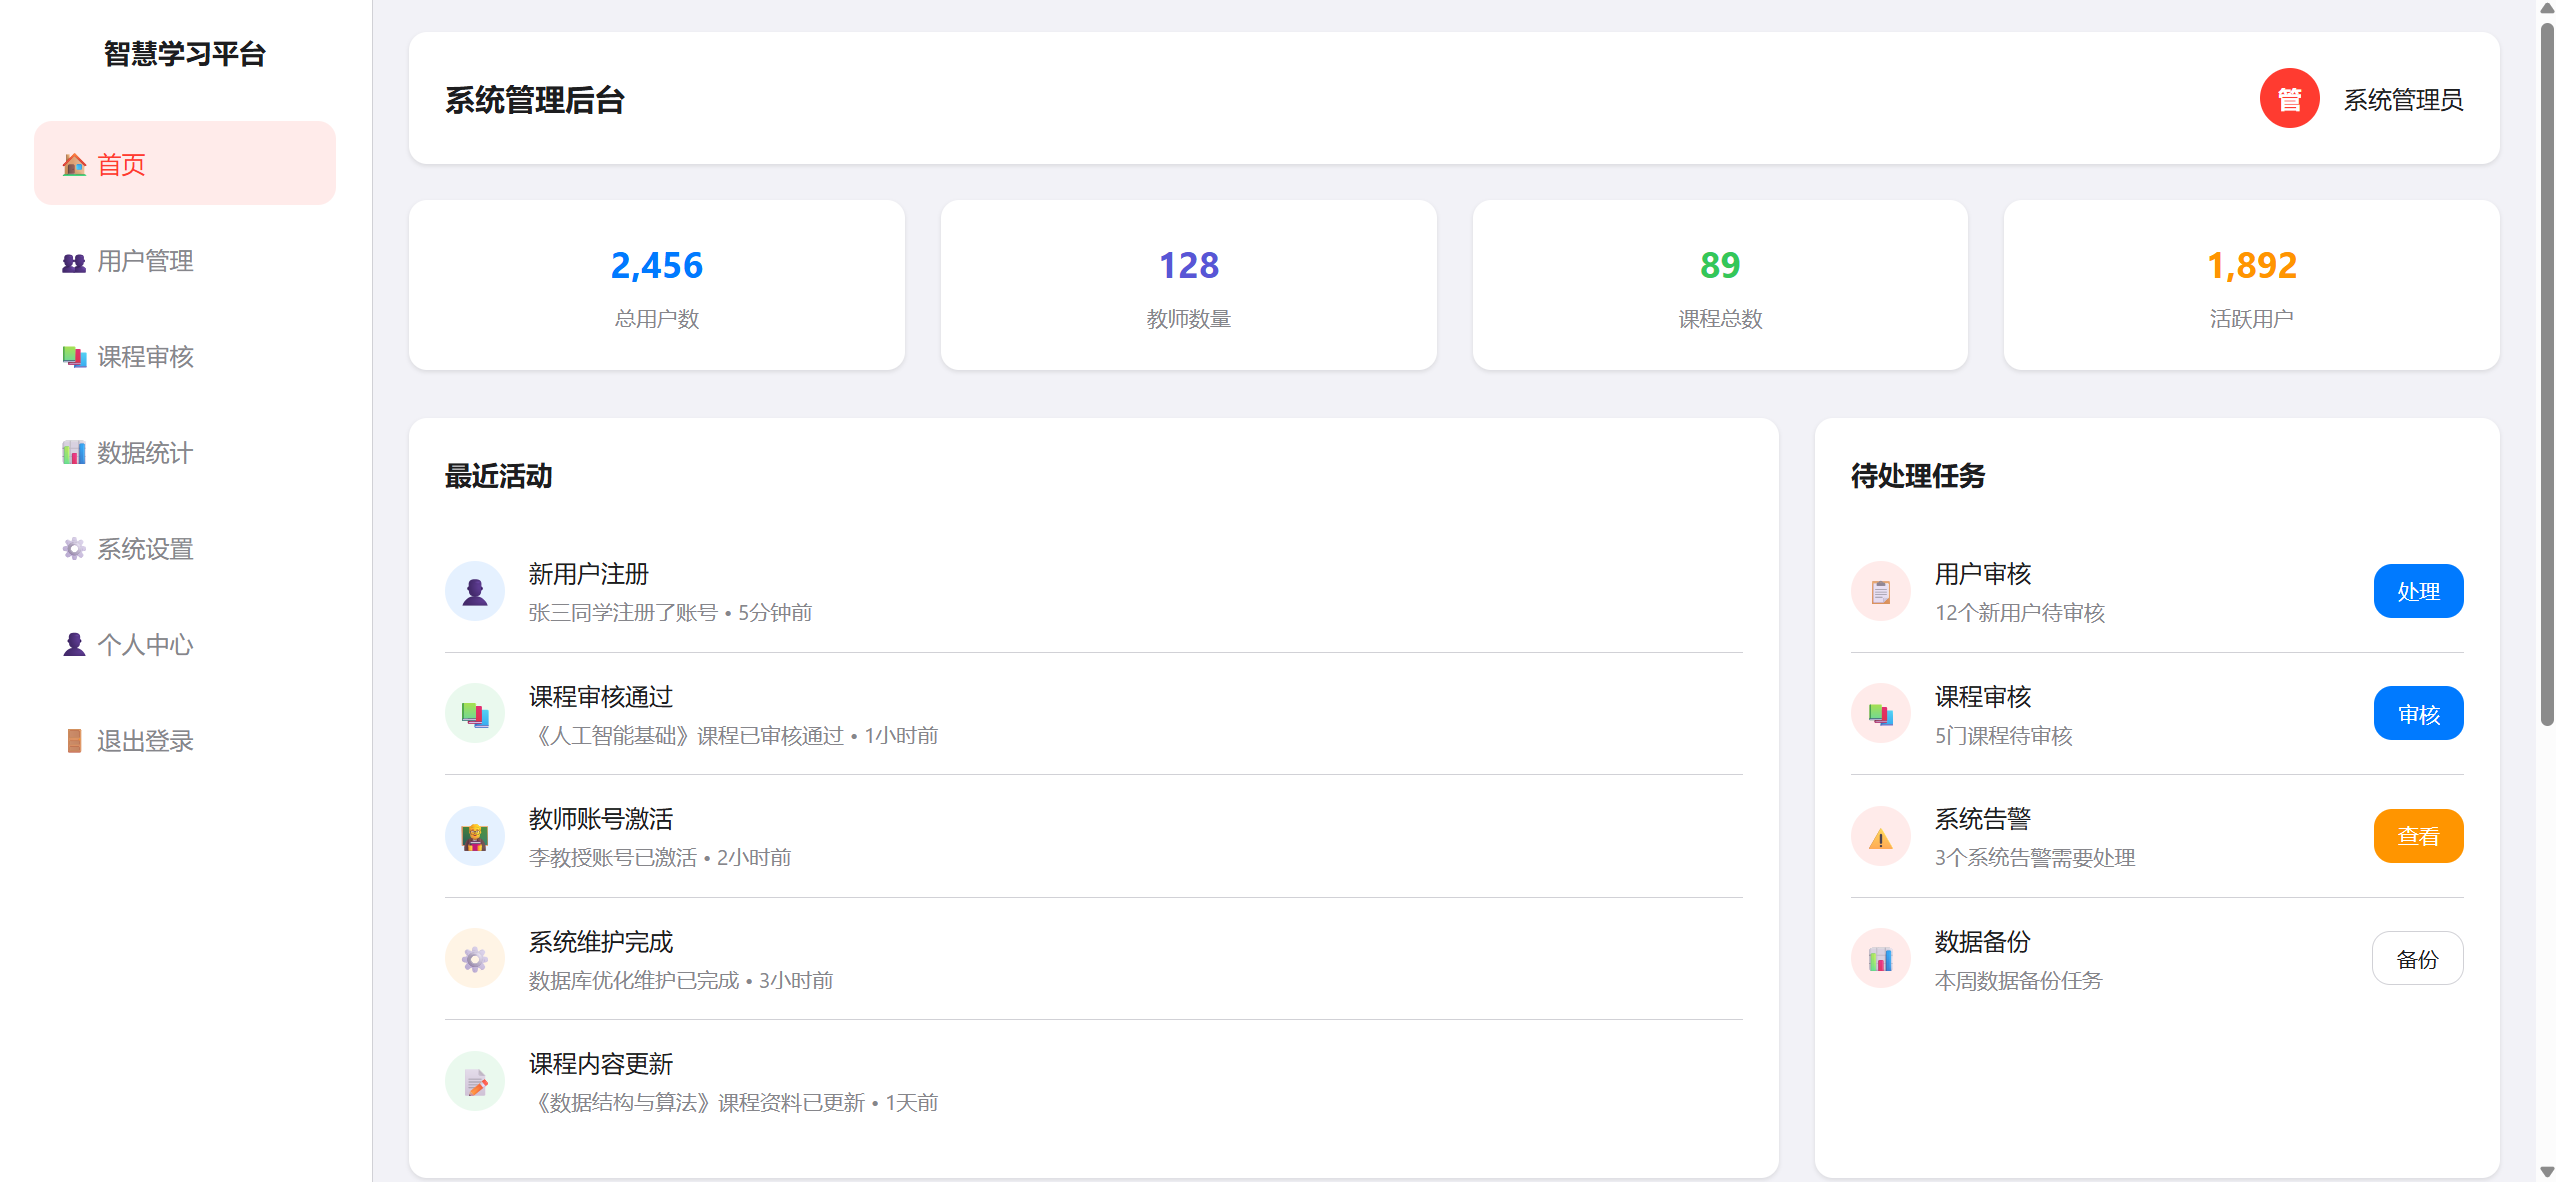 智慧学习平台
首页
用户管理
课程审核
数据统计
系统设置
个人中心
退出登录
系统管理后台
管 系统管理员
2,456
总用户数
128
教师数量
89
课程总数
1,892
活跃用户
最近活动
新用户注册
张三同学注册了账号 • 5分钟前
课程审核通过
《人工智能基础》课程已审核通过 • 1小时前
教师账号激活
李教授账号已激活 • 2小时前
系统维护完成
数据库优化维护已完成 • 3小时前
课程内容更新
《数据结构与算法》课程资料已更新 • 1天前
待处理任务
用户审核
12个新用户待审核
处理
课程审核
5门课程待审核
审核
系统告警
3个系统告警需要处理
查看
数据备份
本周数据备份任务
备份